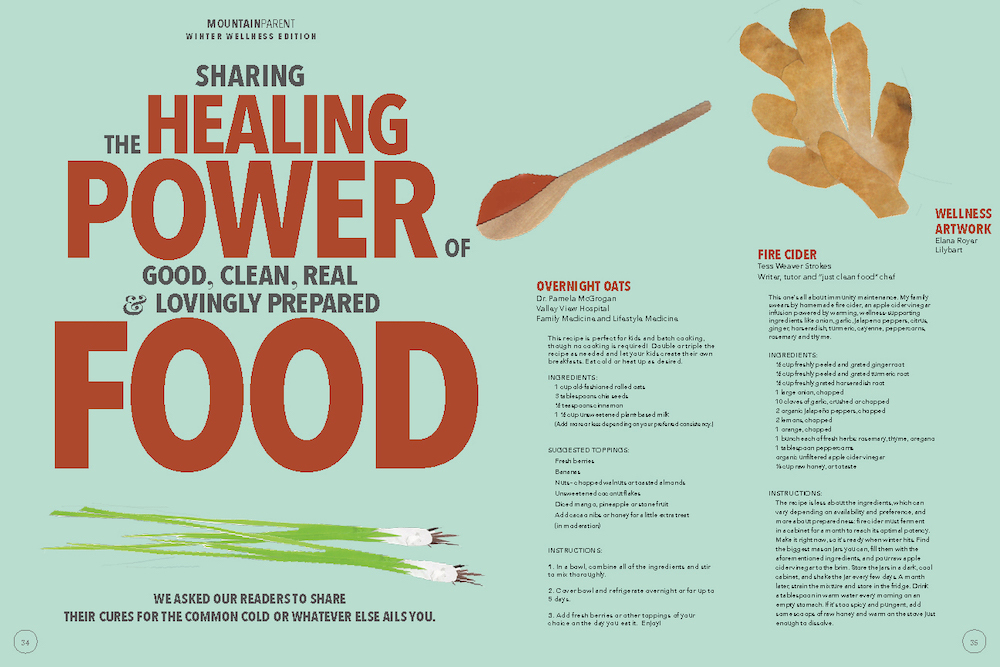 MOUNTAINPARENT
WINTER WELLNESS EDITION
SHARING
THE HEALING
POWER OF
GOOD, CLEAN, REAL
& LOVINGLY PREPARED
FOOD
WE ASKED OUR READERS TO SHARE
THEIR CURES FOR THE COMMON COLD OR WHATEVER ELSE AILS YOU.
34
OVERNIGHT OATS
Dr. Pamela McGrogan
Valley View Hospital
Family Medicine and Lifestyle Medicine
This recipe is perfect for kids and batch cooking,
though no cooking is required! Double or triple the
recipe as needed and let your kids create their own
breakfasts. Eat cold or heat up as desired.
INGREDIENTS:
1 cup old-fashioned rolled oats
3 tablespoons chia seeds
½ teaspoon cinnamon
1 ½ cup unsweetened plant-based milk
(Add more or less depending on your preferred consistency.)
SUGGESTED TOPPINGS:
Fresh berries
Bananas
Nuts - chopped walnuts or toasted almonds
Unsweetened coconut flakes
Diced mango, pineapple or stone fruit
Add cacao nibs or honey for a little extra treat
(in moderation)
INSTRUCTIONS:
1. In a bowl, combine all of the ingredients and stir
to mix thoroughly.
2. Cover bowl and refrigerate overnight or for up to
5 days.
3. Add fresh berries or other toppings of your
choice on the day you eat it. Enjoy!
WELLNESS
ARTWORK
Elana Royer
Lilybart
FIRE CIDER
Tess Weaver Strokes
Writer, tutor and "just clean food" chef
This one's all about immunity maintenance. My family
swears by homemade fire cider, an apple cider vinegar
infusion powered by warming, wellness-supporting
ingredients like onion, garlic, jalapeno peppers, citrus,
ginger, horseradish, turmeric, cayenne, peppercorns,
rosemary and thyme.
INGREDIENTS:
cup freshly peeled and grated ginger root
cup freshly peeled and grated turmeric root
cup freshly grated horseradish root
1 large onion, chopped
10 cloves of garlic, crushed or chopped
2 organic jalapeño peppers, chopped
2 lemons, chopped
1 orange, chopped
1 bunch each of fresh herbs: rosemary, thyme, oregano
1 tablespoon peppercorns
organic unfiltered apple cider vinegar
cup raw honey, or to taste
INSTRUCTIONS:
The recipe is less about the ingredients, which can
vary depending on availability and preference, and
more about preparedness: fire cider must ferment
in a cabinet for a month to reach its optimal potency.
Make it right now, so it's ready when winter hits. Find
the biggest mason jars you can, fill them with the
aforementioned ingredients, and pour raw apple
cider vinegar to the brim. Store the jars in a dark, cool
cabinet, and shake the jar every few days. A month
later, strain the mixture and store in the fridge. Drink
a tablespoon in warm water every morning on an
empty stomach. If it's too spicy and pungent, add
some scoops of raw honey and warm on the stove just
enough to dissolve.
35